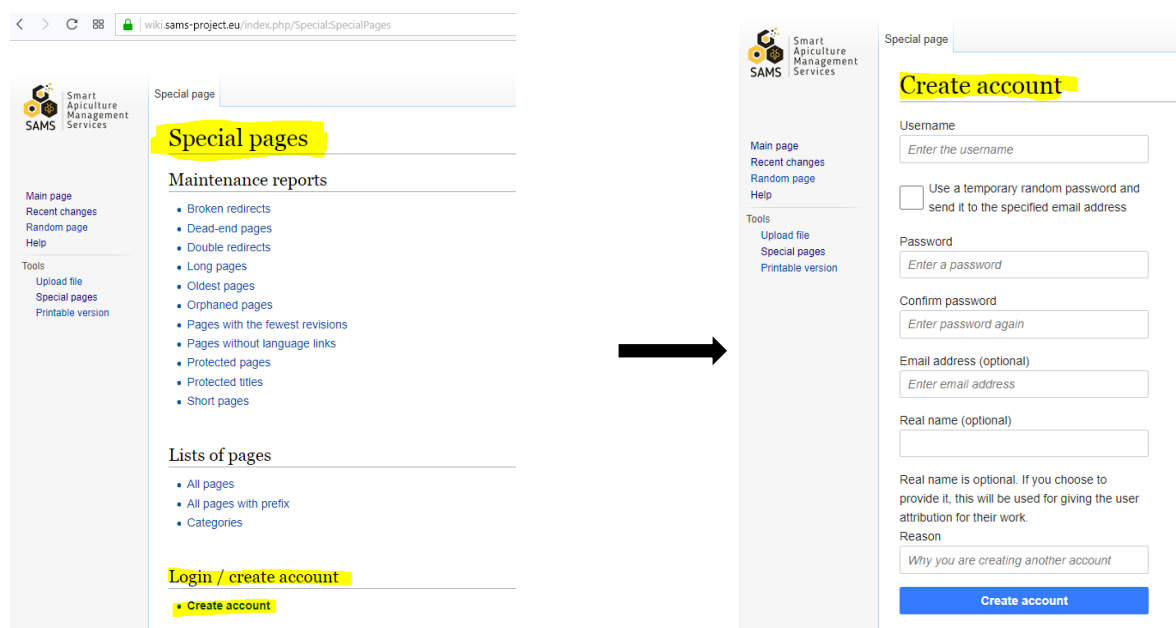 wiki.sams-project.eu/index.php/Special:SpecialPages
Smart
Apiculture
Management
Services
SAMS
Special page
Special pages
Maintenance reports
Broken redirects
Dead-end pages
Double redirects
Long pages
Oldest pages
Orphaned pages
Pages with the fewest revisions
Pages without language links
Protected pages
Protected titles
Short pages
Lists of pages
All pages
All pages with prefix
Categories
Login / create account
Create account
Main page
Recent changes
Random page
Help
Tools
Upload file
Special pages
Printable version
Smart
Apiculture
Management
Services
SAMS
Main page
Recent changes
Random page
Help
Tools
Upload file
Special pages
Printable version
Special page
Create account
Username
Enter the username
Use a temporary random password and
send it to the specified email address
Password
Enter a password
Confirm password
Enter password again
Email address (optional)
Enter email address
Real name (optional)
Real name is optional. If you choose to
provide it, this will be used for giving the user
attribution for their work.
Reason
Why you are creating another account
Create account